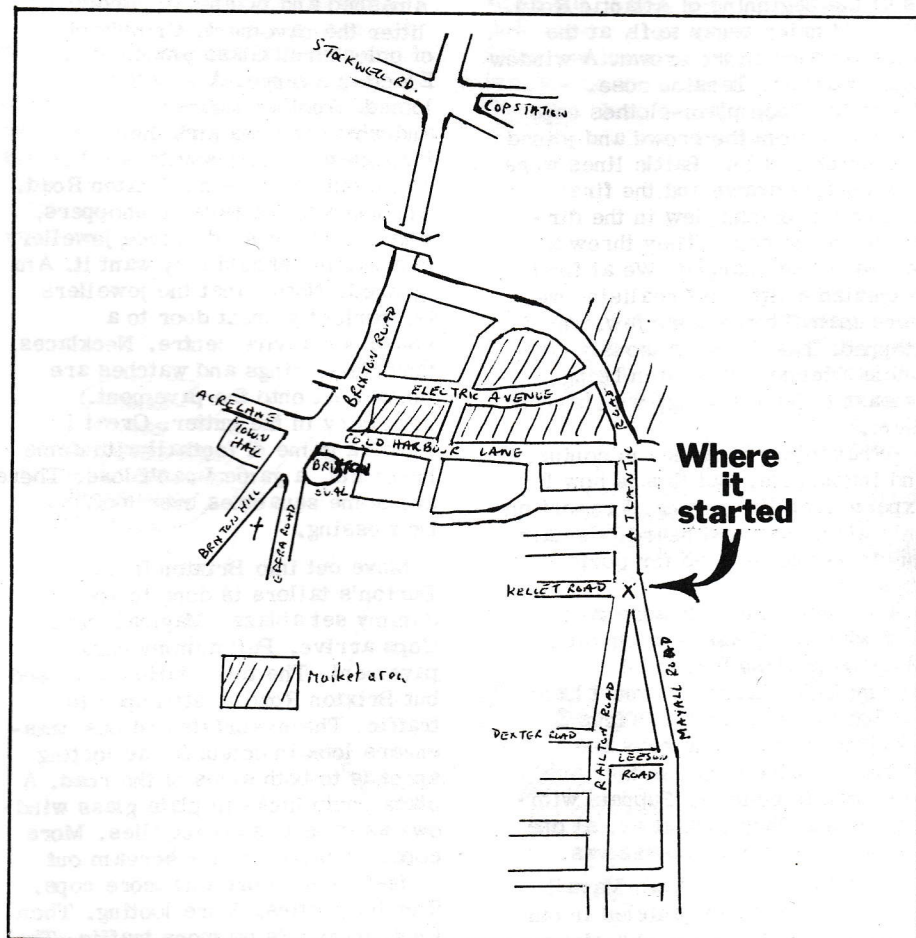 STOCKWELL RD.
COPSTATION
BRIXTON ROAD
ELECTRIC AVENUE
ACRE LANE
TOWN
HALL
COLD HARBOUR LANE
ATLANTIC ROAD
BRIXTON
OVAL
BRIXTON HILL
EFFRA ROAD
Where
it
started
KELLET ROAD
X
Market area
MAYALL ROAD
DEXTER ROAD
RAILTON ROAD
LEESON
ROAD